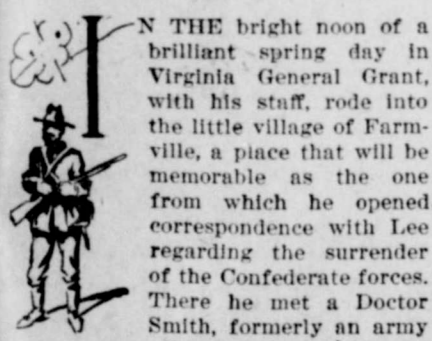 IN THE bright noon of a
brilliant spring day in
Virginia General Grant,
with his staff, rode into
the little village of Farm-
ville, a place that will be
memorable as the one
from which he opened
correspondence with Lee
regarding the surrender
of the Confederate forces.
There he met a Doctor
Smith, formerly an army